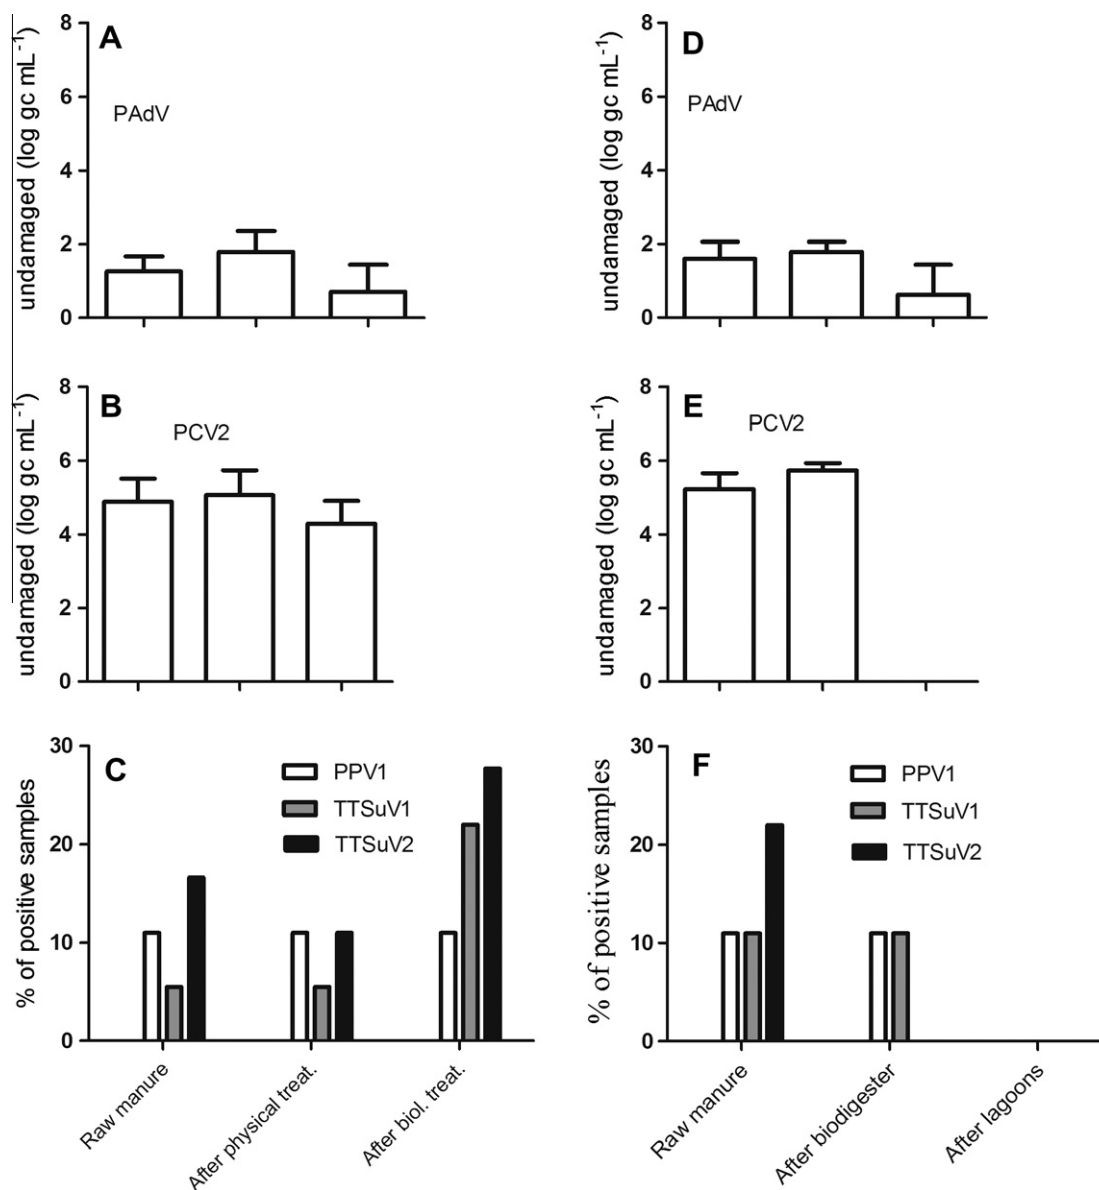 A
PAdV
undamaged (log gc mL-1)
8
6
4
2
0
D
PAdV
undamaged (log gc mL-1)
8
6
4
2
0
B
PCV2
undamaged (log gc mL-1)
8
6
4
2
0
E
PCV2
undamaged (log gc mL-1)
8
6
4
2
0
C
PPV1
TTSuV1
TTSuV2
% of positive samples
30
20
10
0
Raw manure
After physical treat.
After biol. treat.
F
PPV1
TTSuV1
TTSuV2
% of positive samples
30
20
10
0
Raw manure
After biodigester
After lagoons